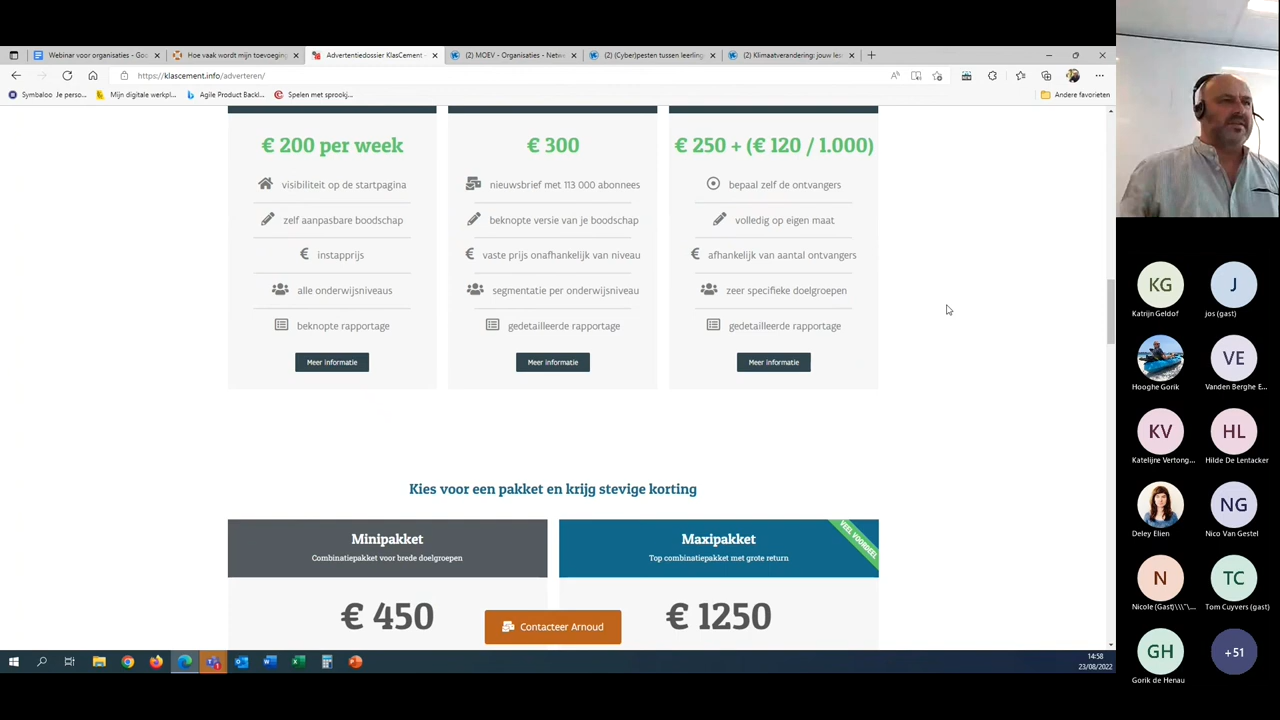 Webinar voor organisaties - Goo
Hoe vaak wordt mijn toevoeging
Advertentiedossier KlasCement -
(2) MOEV - Organisaties - Netwe
(2) (Cyber)pesten tussen leerling
(2) Klimaatverandering: jouw les
https://klascement.info/adverteren/
Symbaloo Je perso...
Mijn digitale werkpl...
Agile Product Backl...
Spelen met sprookj...
Andere favorieten
€ 200 per week
visibiliteit op de startpagina
zelf aanpasbare boodschap
instapprijs
alle onderwijsniveaus
beknopte rapportage
Meer informatie
€ 300
nieuwsbrief met 113 000 abonnees
beknopte versie van je boodschap
vaste prijs onafhankelijk van niveau
segmentatie per onderwijsniveau
gedetailleerde rapportage
Meer informatie
€ 250 + (€ 120 / 1.000)
bepaal zelf de ontvangers
volledig op eigen maat
afhankelijk van aantal ontvangers
zeer specifieke doelgroepen
gedetailleerde rapportage
Meer informatie
Kies voor een pakket en krijg stevige korting
Minipakket
Combinatiepakket voor brede doelgroepen
€ 450
Maxipakket
Top combinatiepakket met grote return
VEEL VOORDEEL
€ 1250
Contacteer Arnoud
14:58
23/08/2022
KG
Katrijn Geldof
J
jos (gast)
Hooghe Gorik
VE
Vanden Berghe E...
KV
Katelijne Vertong...
HL
Hilde De Lentacker
Deley Elien
NG
Nico Van Gestel
N
Nicole (Gast)\\\"\...
TC
Tom Cuyvers (gast)
GH
Gorik de Henau
+51